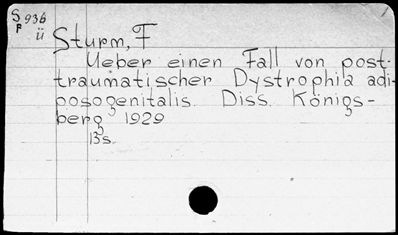 S 936
F ü
Sturm, F
Ueber einen Fall von post-
traumatischer Dystrophia adi-
posogenitalis. Diss. Königs-
berg 1929
13s.